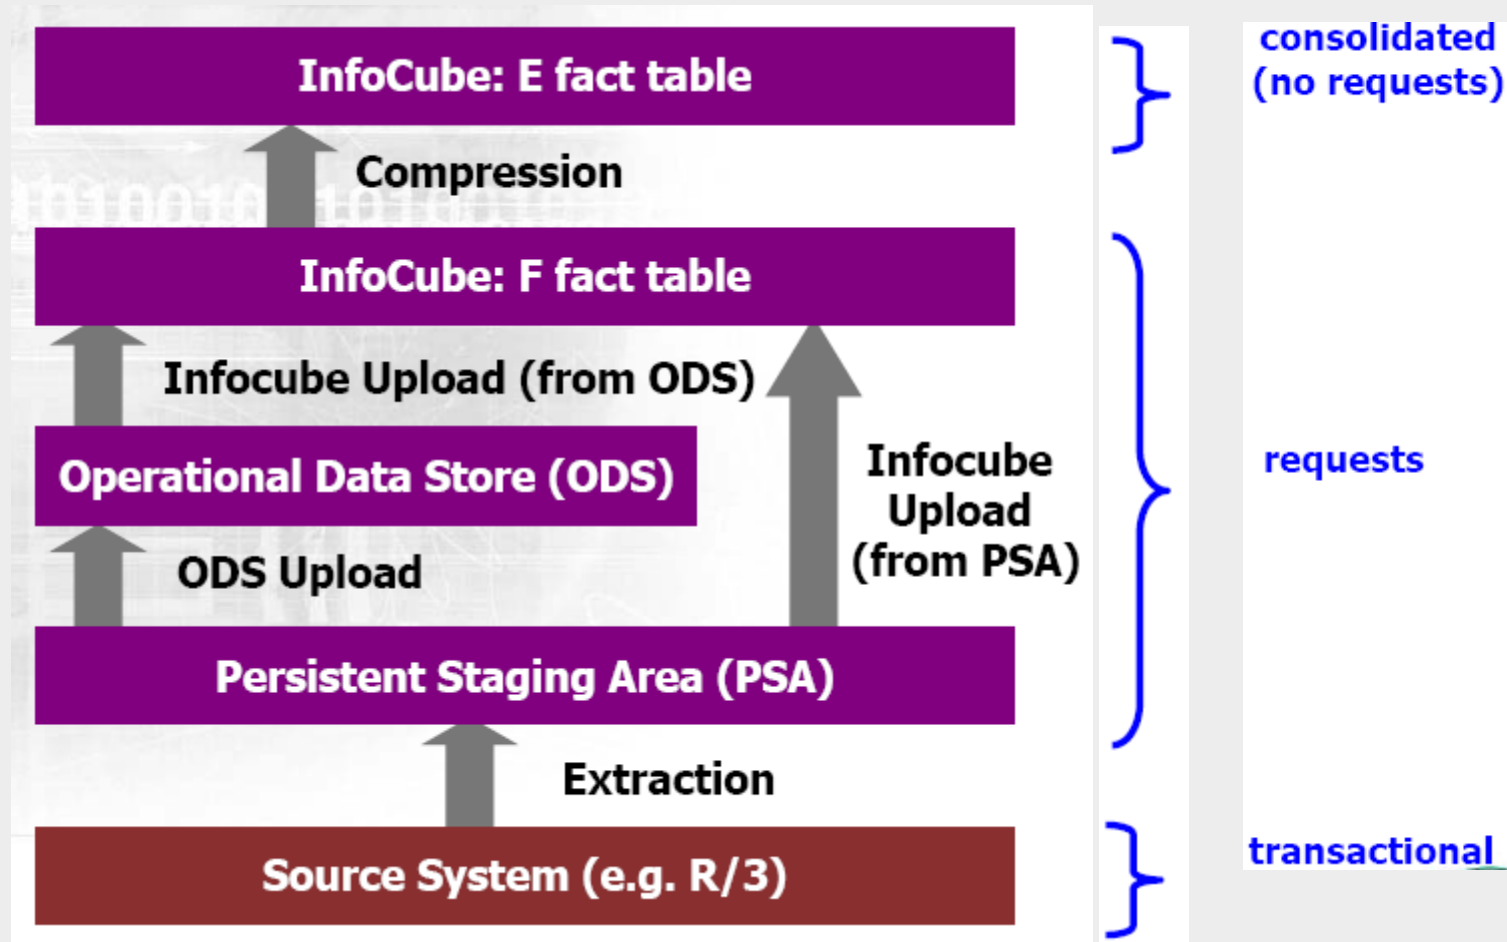 InfoCube: E fact table
consolidated
(no requests)
Compression
InfoCube: F fact table
Infocube Upload (from ODS)
Operational Data Store (ODS)
Infocube
Upload
(from PSA)
requests
ODS Upload
Persistent Staging Area (PSA)
Extraction
Source System (e.g. R/3)
transactional